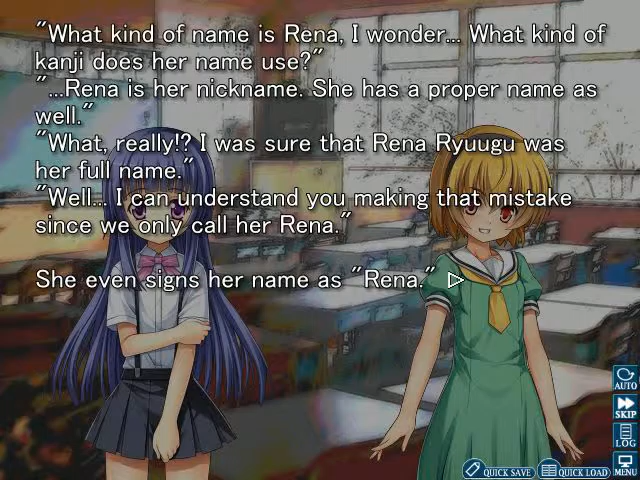 "What kind of name is Rena, I wonder... What kind of
kanji does her name use?"
"...Rena is her nickname. She has a proper name as
well."
"What, really!? I was sure that Rena Ryuugu was
her full name."
"Well... I can understand you making that mistake
since we only call her Rena."
She even signs her name as "Rena."
AUTO
SKIP
LOG
QUICK SAVE
QUICK LOAD
MENU